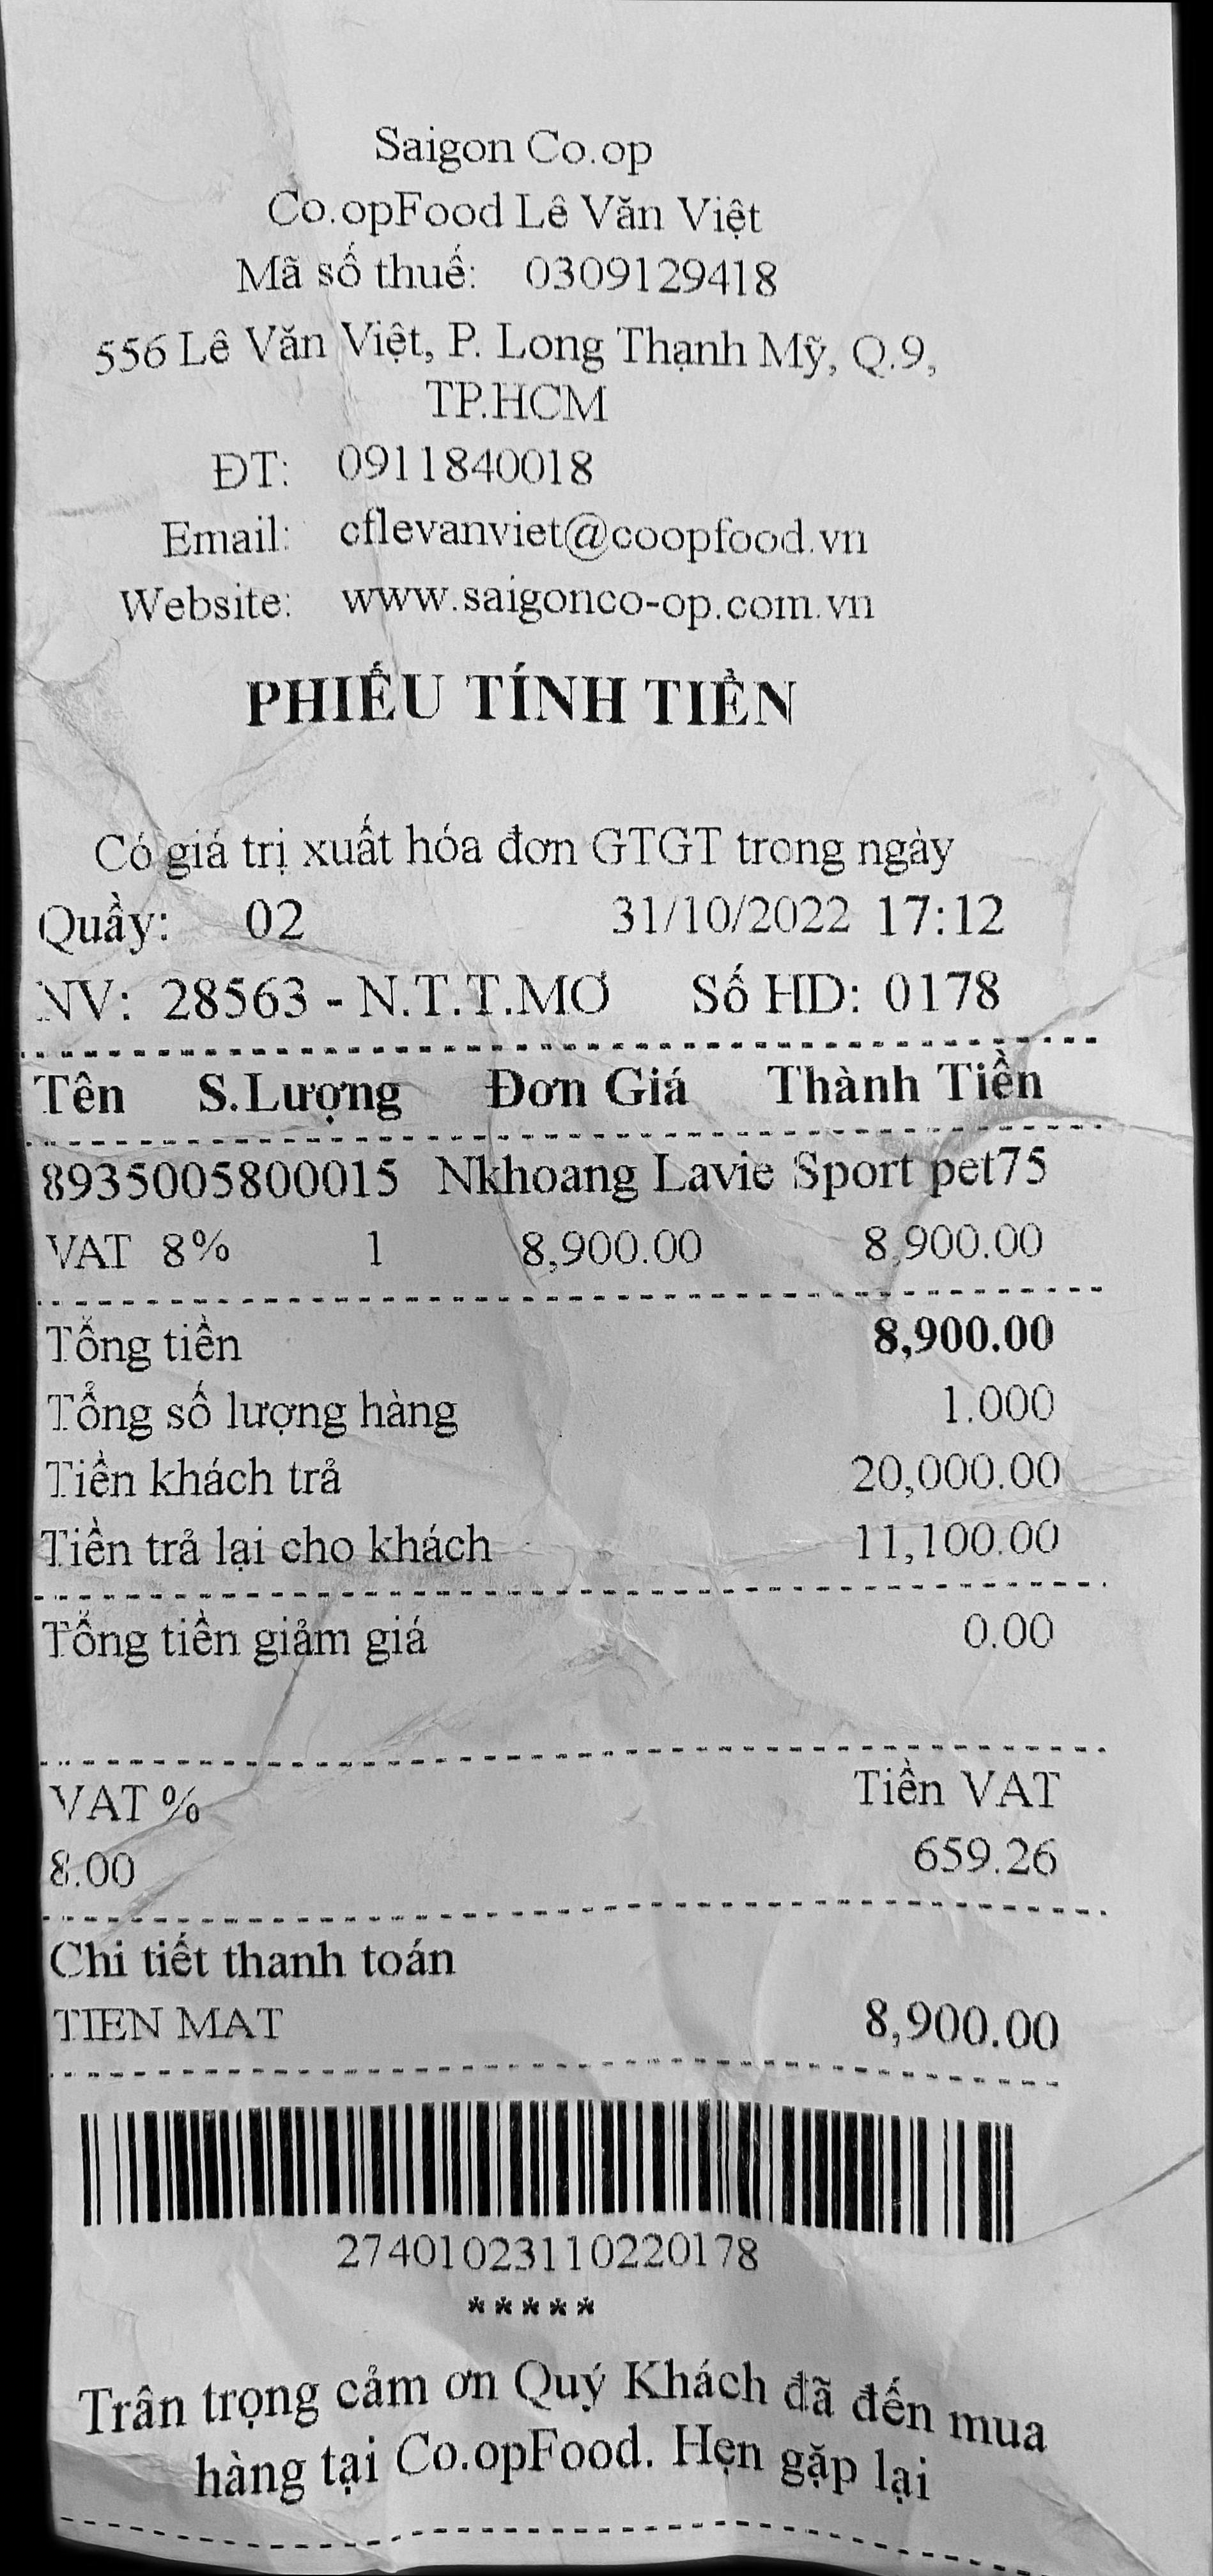 Saigon Co.op
Co.opFood Lê Văn Việt
Mã số thuế: 0309129418
556 Lê Văn Việt, P. Long Thạnh Mỹ, Q.9,
TP.HCM
ĐT: 0911840018
Email: cflevanviet@coopfood.vn
Website: www.saigonco-op.com.vn
PHIẾU TÍNH TIỀN
Có giá trị xuất hóa đơn GTGT trong ngày
Quầy: 02 31/10/2022 17:12
NV: 28563 - N.T.T.MƠ Số HD: 0178
Tên S.Lượng Đơn Giá Thành Tiền
8935005800015 Nkhoang Lavie Sport pet75
VAT 8% 1 8,900.00 8,900.00
Tổng tiền 8,900.00
Tổng số lượng hàng 1.000
Tiền khách trả 20,000.00
Tiền trả lại cho khách 11,100.00
Tổng tiền giảm giá 0.00
VAT % Tiền VAT
8.00 659.26
Chi tiết thanh toán
TIEN MAT 8,900.00
27401023110220178
*****
Trân trọng cảm ơn Quý Khách đã đến mua
hàng tại Co.opFood. Hẹn gặp lại